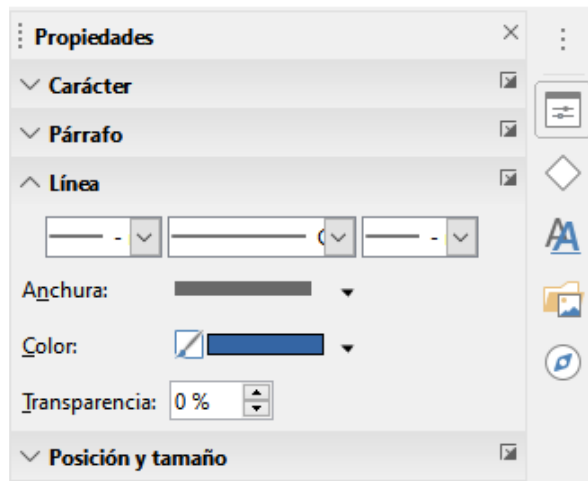 Propiedades
Carácter
Párrafo
Línea
Anchura:
Color:
Transparencia: 0 %
Posición y tamaño